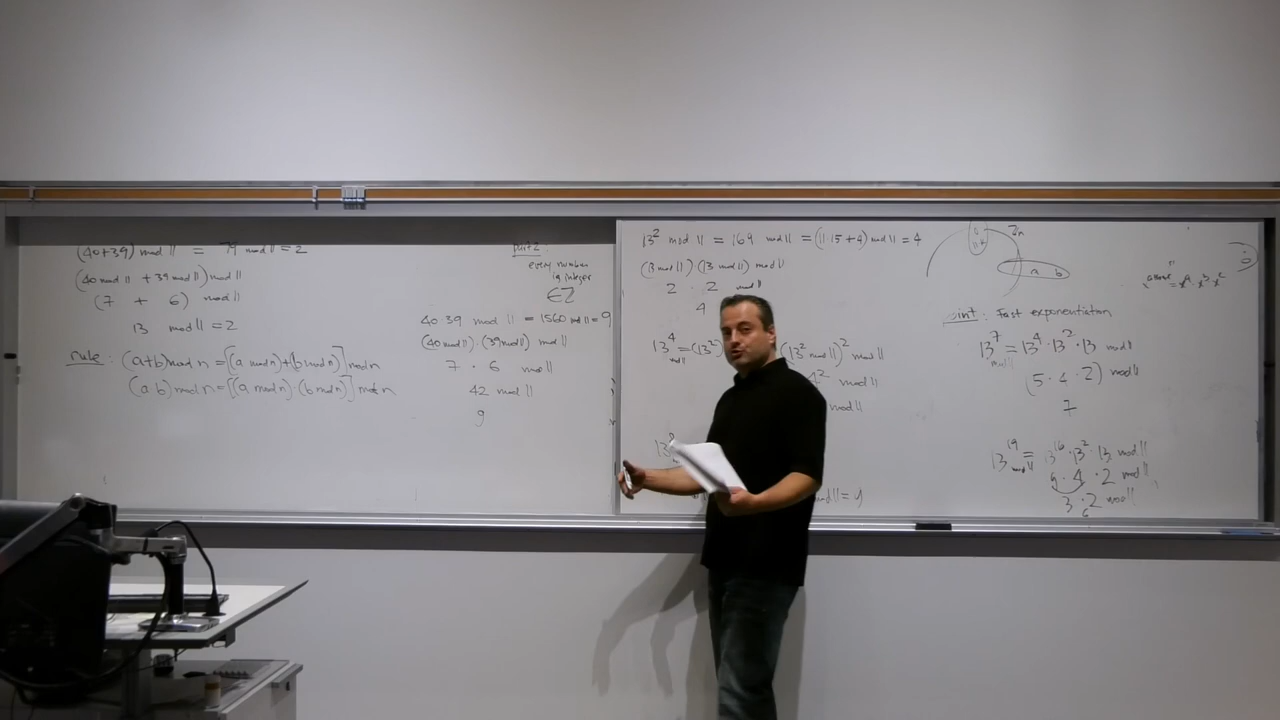 (40+39) mod 11 = 79 mod 11 = 2
(40 mod 11 + 39 mod 11) mod 11
(7 + 6) mod 11
13 mod 11 = 2
rule: (a+b) mod n = [(a mod n)+(b mod n)] mod n
(a b) mod n = [(a mod n)·(b mod n)] mod n
part 2:
every number
is integer
∈ Z
40 39 mod 11 = 1560 mod 11 = 9
(40 mod 11)·(39 mod 11) mod 11
7 · 6 mod 11
42 mod 11
9
13² mod 11 = 169 mod 11 = (11·15+4) mod 11 = 4
(13 mod 11)·(13 mod 11) mod 11
2 · 2 mod 11
4
13⁴ = (13²)
mod 11
(13² mod 11)² mod 11
4² mod 11
mod 11
13⁸
mod 11 = 4
Zn
a b
Fast exponentiation
13⁷ = 13⁴·13²·13 mod 11
mod 11
(5·4·2) mod 11
7
13¹⁹ = 13¹⁶·13²·13 mod 11
mod 11
9·4·2 mod 11
3·2 mod 11
6